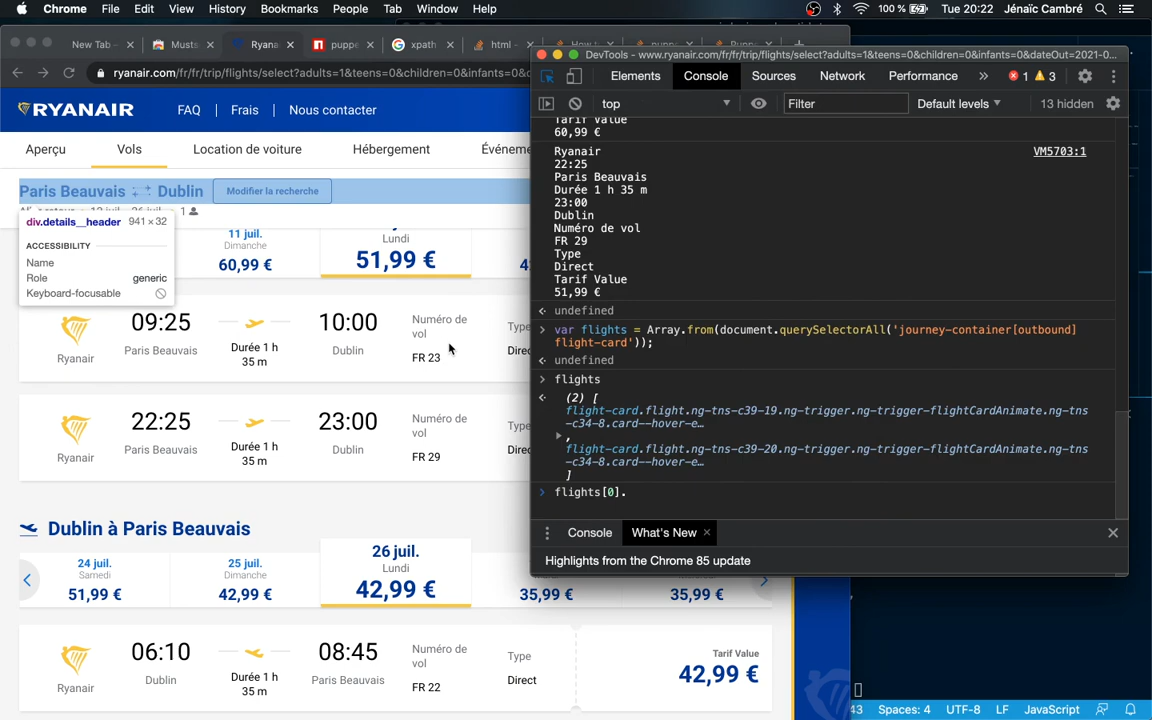 Chrome File Edit View History Bookmarks People Tab Window Help 100 % Tue 20:22 Jénaïc Cambré
New Tab Musta Ryana puppe xpath html
ryanair.com/fr/fr/trip/flights/select?adults=1&teens=0&children=0&infants=0&
DevTools - www.ryanair.com/fr/fr/trip/flights/select?adults=1&teens=0&children=0&infants=0&dateOut=2021-0...
Elements Console Sources Network Performance » 1 3
top Filter Default levels 13 hidden
RYANAIR FAQ | Frais | Nous contacter
Aperçu Vols Location de voiture Hébergement Événeme
Paris Beauvais Dublin Modifier la recherche
1
div.details__header 941 × 32
ACCESSIBILITY
Name
Role generic
Keyboard-focusable
11 juil.
Dimanche
60,99 €
Lundi
51,99 €
09:25
Paris Beauvais
Durée 1 h
35 m
10:00
Dublin
Numéro de
vol
FR 23
Type
Direc
Ryanair
22:25
Paris Beauvais
Durée 1 h
35 m
23:00
Dublin
Numéro de
vol
FR 29
Type
Direc
Ryanair
Dublin à Paris Beauvais
24 juil.
Samedi
51,99 €
25 juil.
Dimanche
42,99 €
26 juil.
Lundi
42,99 €
35,99 €
35,99 €
06:10
Dublin
Durée 1 h
35 m
08:45
Paris Beauvais
Numéro de
vol
FR 22
Type
Direct
Tarif Value
42,99 €
Ryanair
Tarif Value
60,99 €
Ryanair VM5703:1
22:25
Paris Beauvais
Durée 1 h 35 m
23:00
Dublin
Numéro de vol
FR 29
Type
Direct
Tarif Value
51,99 €
undefined
var flights = Array.from(document.querySelectorAll('journey-container[outbound]
flight-card'));
undefined
flights
(2) [
flight-card.flight.ng-tns-c39-19.ng-trigger.ng-trigger-flightCardAnimate.ng-tns
-c34-8.card--hover-e…
,
flight-card.flight.ng-tns-c39-20.ng-trigger.ng-trigger-flightCardAnimate.ng-tns
-c34-8.card--hover-e…
]
flights[0].
Console What's New ×
Highlights from the Chrome 85 update
43 Spaces: 4 UTF-8 LF JavaScript